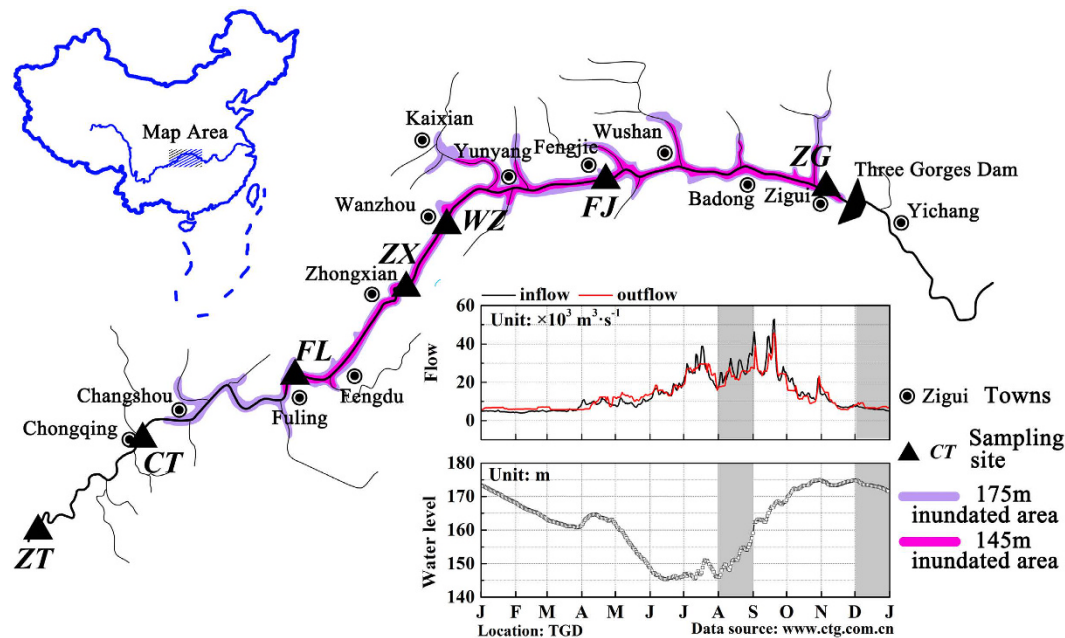 Map Area
Kaixian
Yunyang
Fengjie
Wushan
ZG
Three Gorges Dam
Wanzhou
WZ
FJ
Badong
Zigui
Yichang
ZX
Zhongxian
FL
Changshou
Fuling
Fengdu
Chongqing
CT
ZT
inflow outflow
Unit: ×10³ m³·s⁻¹
Flow
60
40
20
0
J F M A M J J A S O N D J
Unit: m
Water level
180
170
160
150
140
J F M A M J J A S O N D J
Location: TGD Data source: www.ctg.com.cn
Zigui Towns
CT Sampling
site
175m
inundated area
145m
inundated area